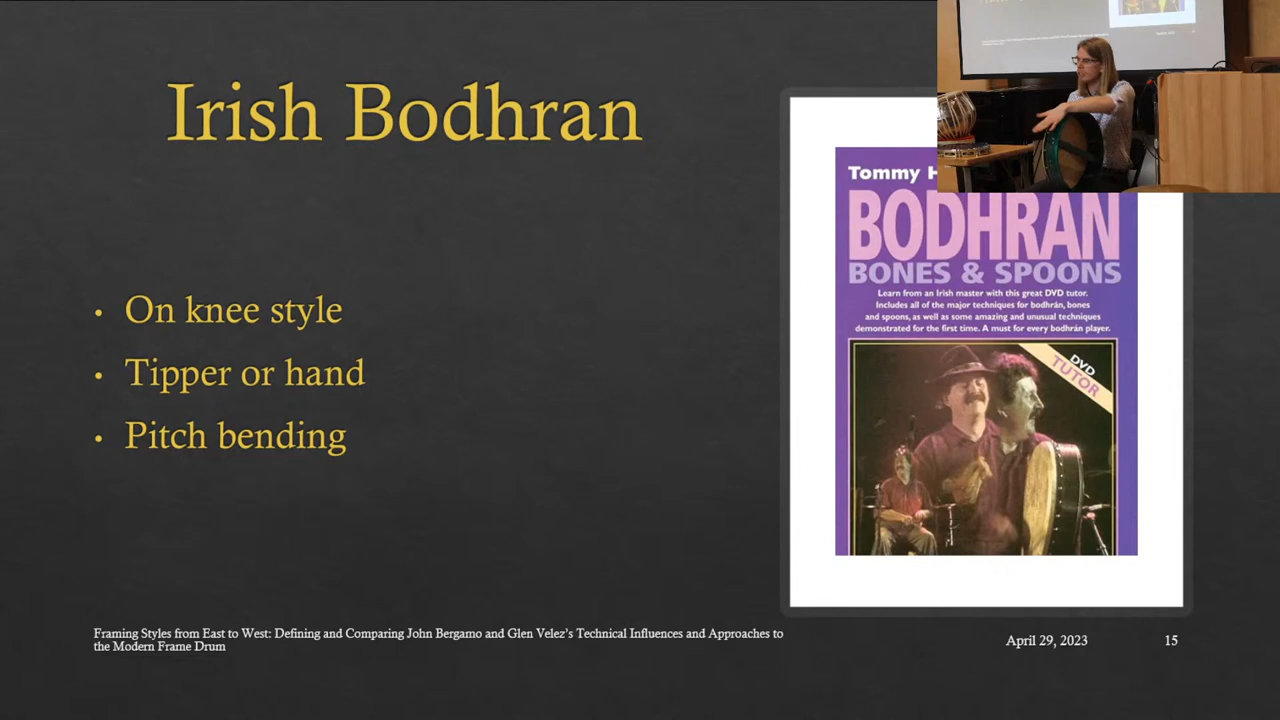 Irish Bodhran
• On knee style
• Tipper or hand
• Pitch bending
Tommy H
BODHRAN
BONES & SPOONS
Learn from an Irish master with this great DVD tutor.
Includes all of the major techniques for bodhrán, bones
and spoons, as well as some amazing and unusual techniques
demonstrated for the first time. A must for every bodhrán player.
DVD
TUTOR
Framing Styles from East to West: Defining and Comparing John Bergamo and Glen Velez’s Technical Influences and Approaches to
the Modern Frame Drum
April 29, 2023
15